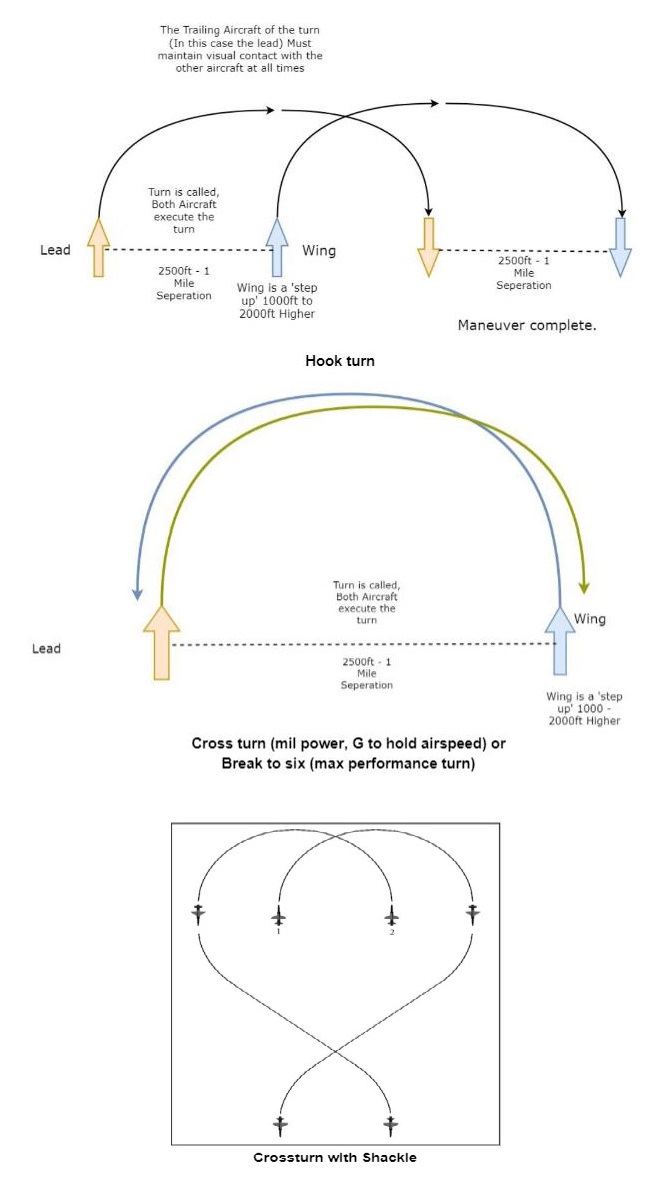 The Trailing Aircraft of the turn
(In this case the lead) Must
maintain visual contact with the
other aircraft at all times
Turn is called,
Both Aircraft
execute the
turn
Lead
Wing
2500ft - 1
Mile
Seperation
Wing is a 'step
up' 1000ft to
2000ft Higher
2500ft - 1
Mile
Seperation
Maneuver complete.
Hook turn
Turn is called,
Both Aircraft
execute the
turn
Wing
Lead
2500ft - 1
Mile
Seperation
Wing is a 'step
up' 1000 -
2000ft Higher
Cross turn (mil power, G to hold airspeed) or
Break to six (max performance turn)
1
2
Crossturn with Shackle